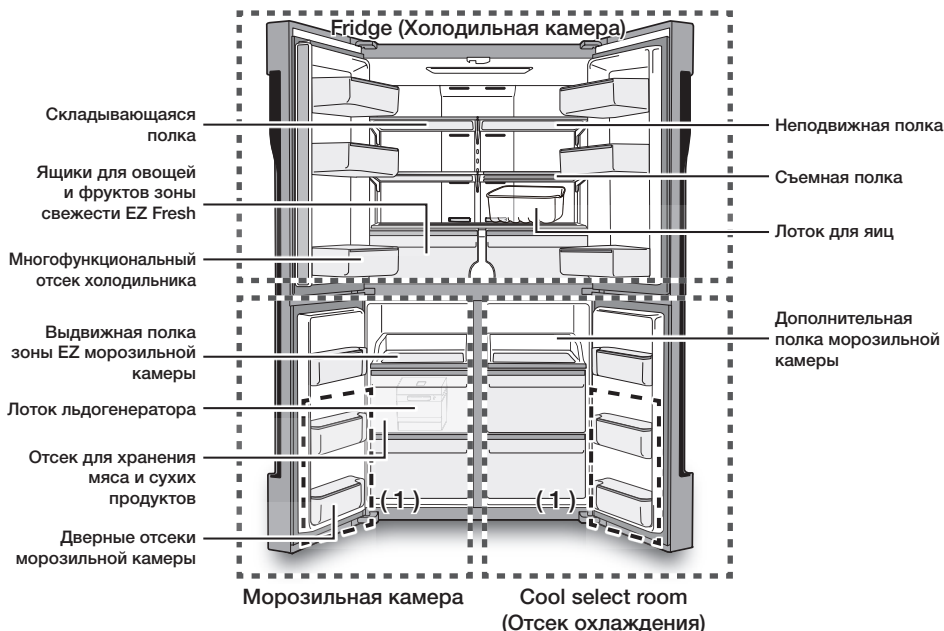 Fridge (Холодильная камера)
Складывающаяся
полка
Ящики для овощей
и фруктов зоны
свежести EZ Fresh
Многофункциональный
отсек холодильника
Неподвижная полка
Съемная полка
Лоток для яиц
Выдвижная полка
зоны EZ морозильной
камеры
Лоток льдогенератора
Отсек для хранения
мяса и сухих
продуктов
Дверные отсеки
морозильной камеры
Дополнительная
полка морозильной
камеры
( 1 )
( 1 )
Морозильная камера
Cool select room
(Отсек охлаждения)